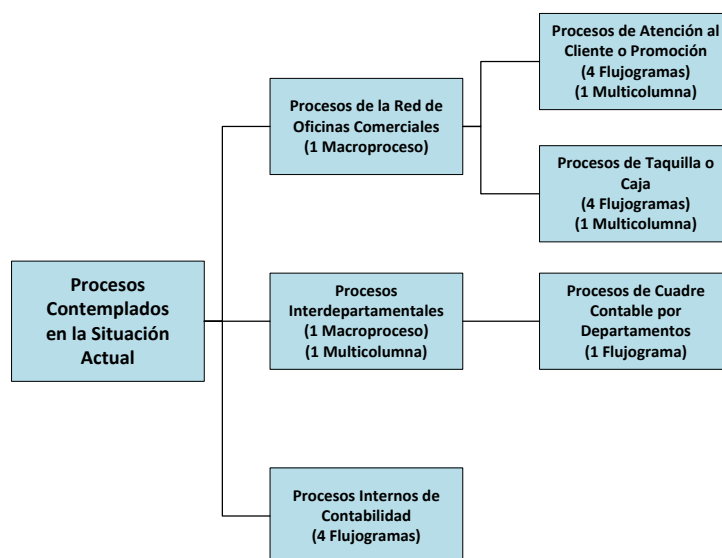 Procesos
Contemplados
en la Situación
Actual
Procesos de la Red de
Oficinas Comerciales
(1 Macroproceso)
Procesos de Atención al
Cliente o Promoción
(4 Flujogramas)
(1 Multicolumna)
Procesos de Taquilla o
Caja
(4 Flujogramas)
(1 Multicolumna)
Procesos
Interdepartamentales
(1 Macroproceso)
(1 Multicolumna)
Procesos de Cuadre
Contable por
Departamentos
(1 Flujograma)
Procesos Internos de
Contabilidad
(4 Flujogramas)